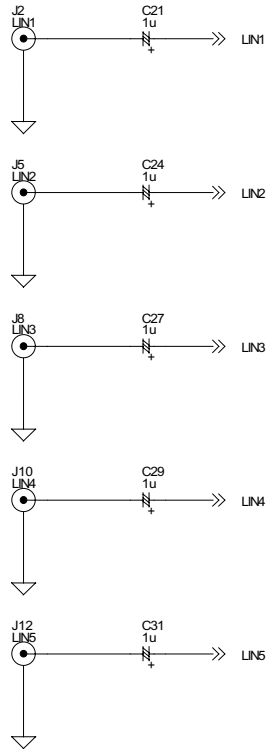 J2
LIN1
C21
1u
+
LIN1
J5
LIN2
C24
1u
+
LIN2
J8
LIN3
C27
1u
+
LIN3
J10
LIN4
C29
1u
+
LIN4
J12
LIN5
C31
1u
+
LIN5